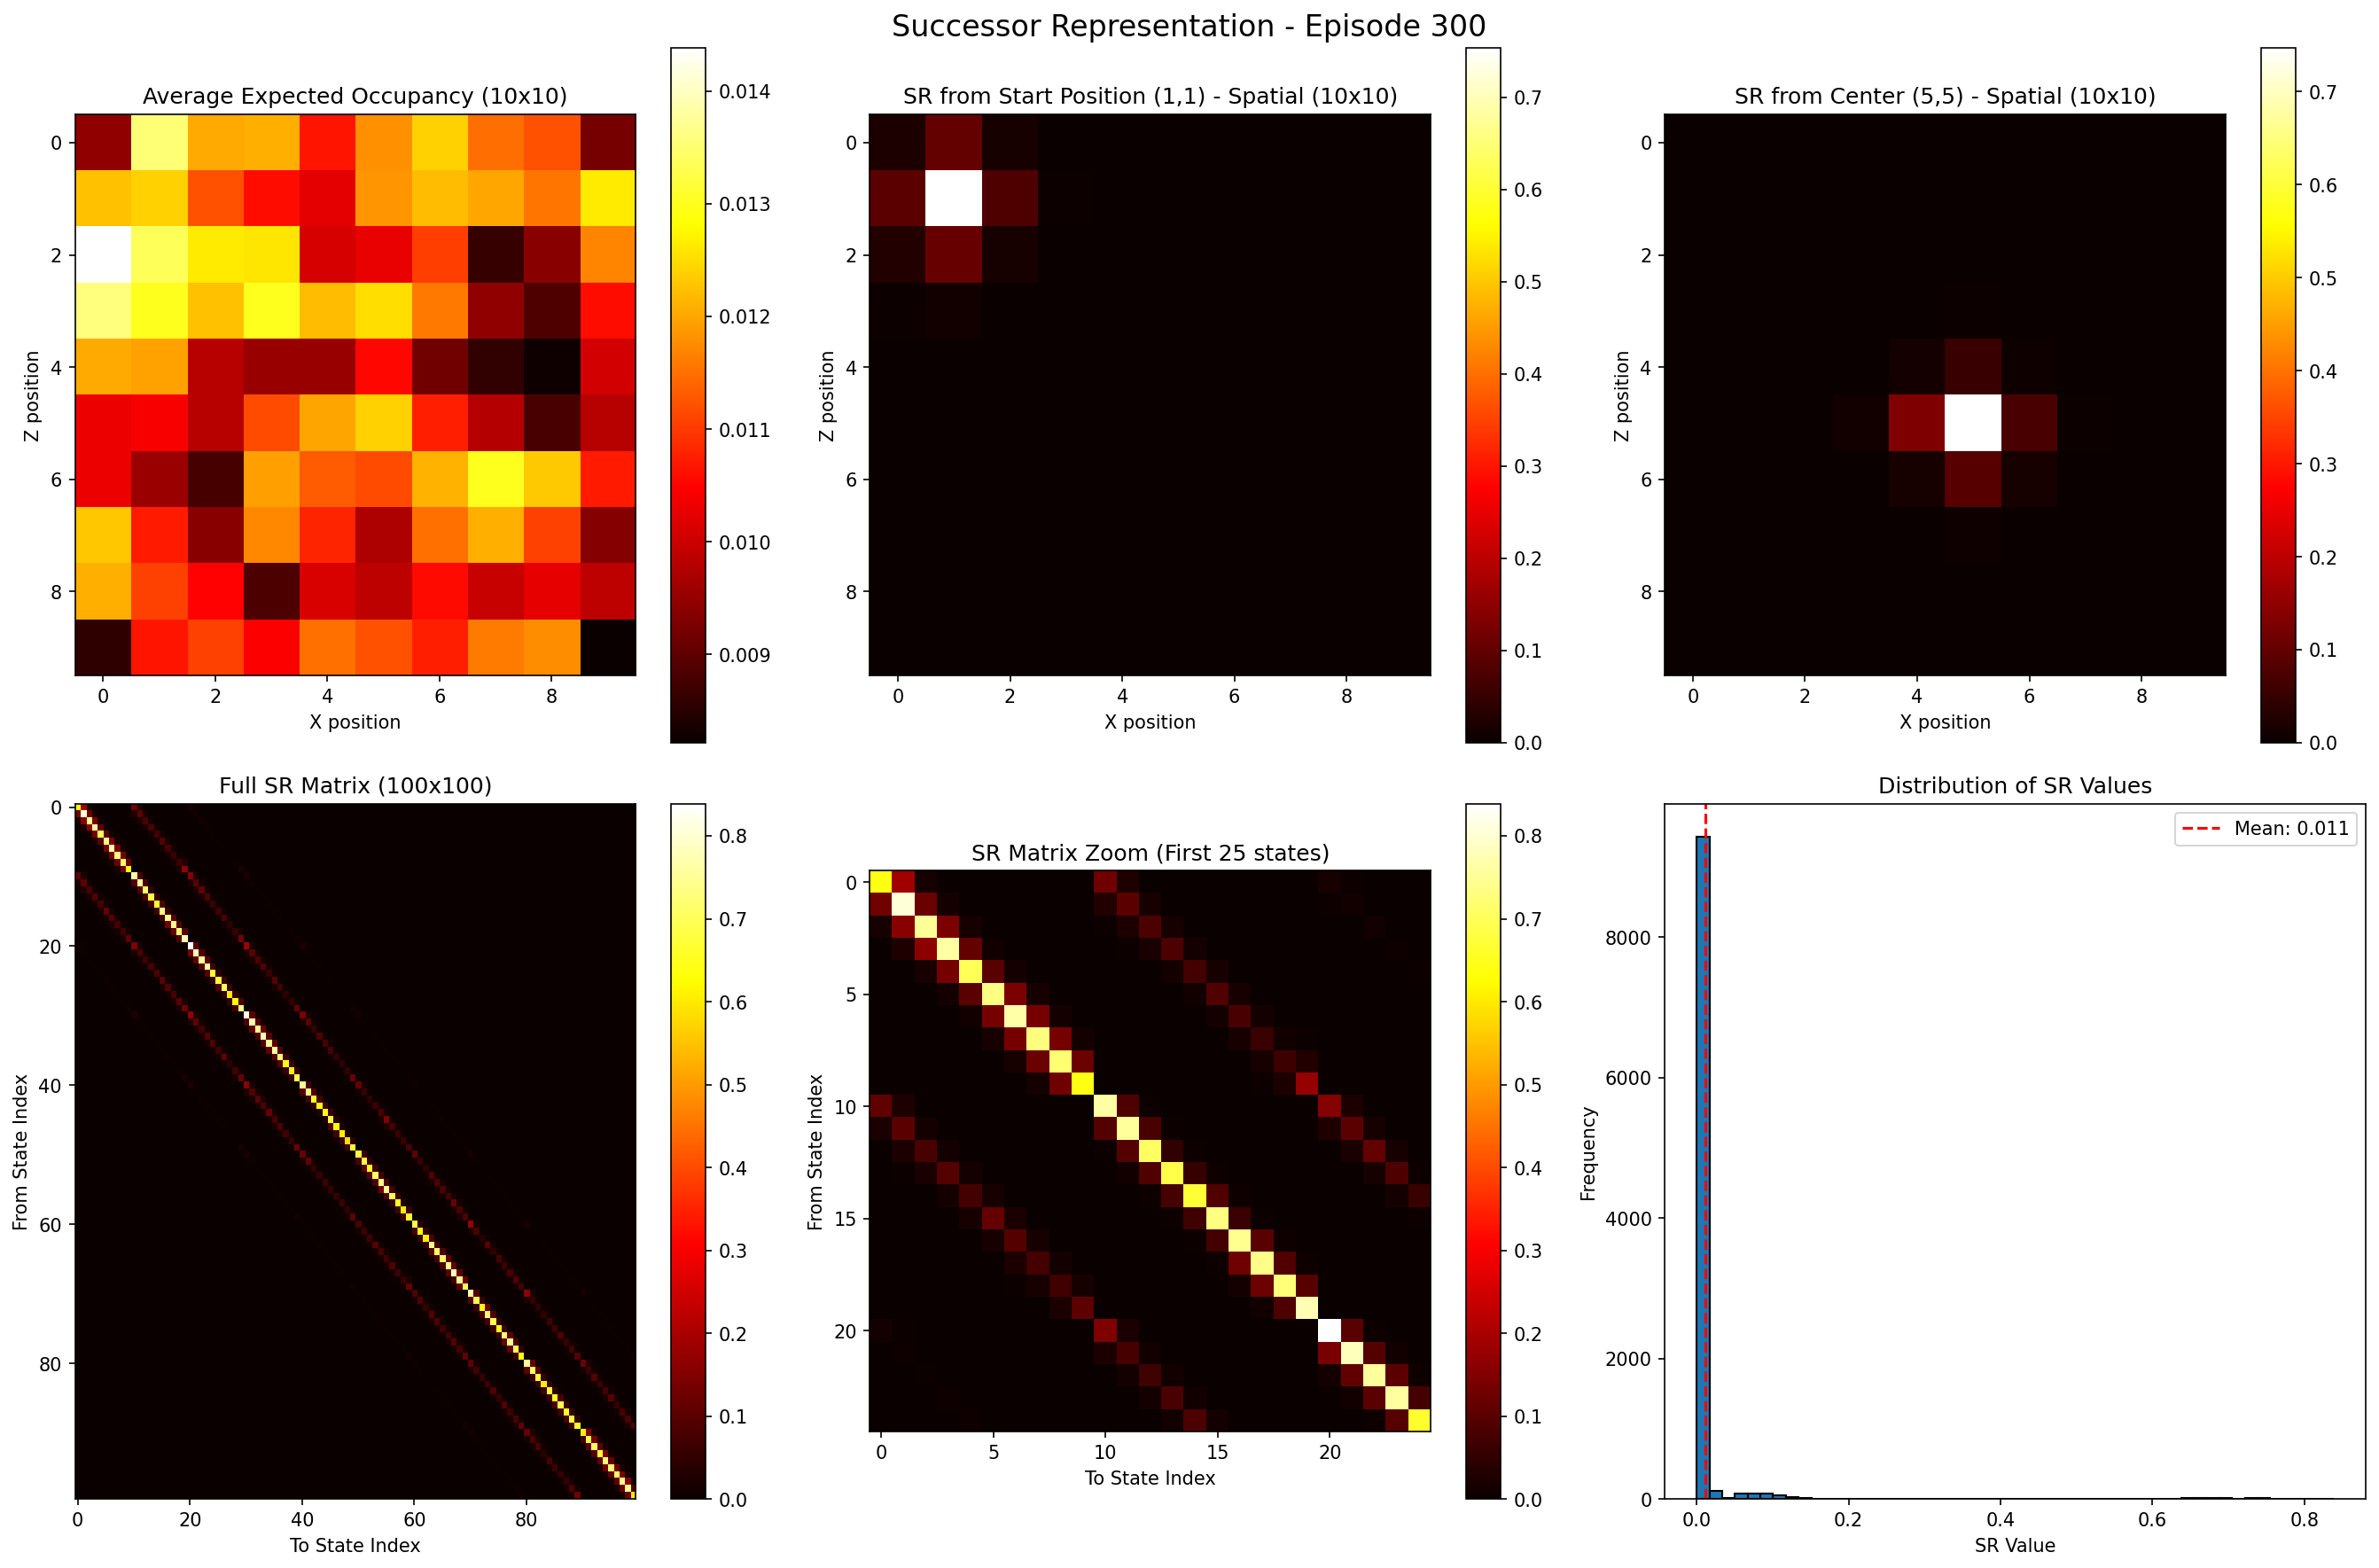 Successor Representation - Episode 300
Average Expected Occupancy (10x10)
Z position
0
2
4
6
8
0 2 4 6 8
X position
0.014
0.013
0.012
0.011
0.010
0.009
SR from Start Position (1,1) - Spatial (10x10)
Z position
0
2
4
6
8
0 2 4 6 8
X position
0.7
0.6
0.5
0.4
0.3
0.2
0.1
0.0
SR from Center (5,5) - Spatial (10x10)
Z position
0
2
4
6
8
0 2 4 6 8
X position
0.7
0.6
0.5
0.4
0.3
0.2
0.1
0.0
Full SR Matrix (100x100)
From State Index
0
20
40
60
80
0 20 40 60 80
To State Index
0.8
0.7
0.6
0.5
0.4
0.3
0.2
0.1
0.0
SR Matrix Zoom (First 25 states)
From State Index
0
5
10
15
20
0 5 10 15 20
To State Index
0.8
0.7
0.6
0.5
0.4
0.3
0.2
0.1
0.0
Distribution of SR Values
Mean: 0.011
Frequency
8000
6000
4000
2000
0
0.0 0.2 0.4 0.6 0.8
SR Value